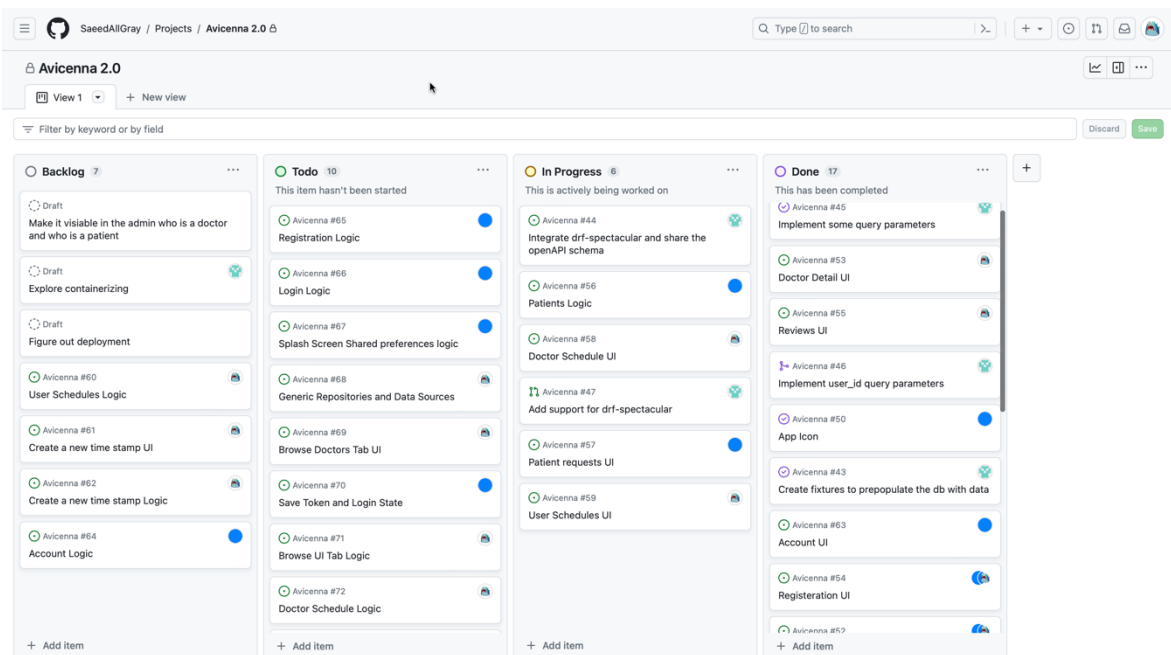 SaeedAllGray / Projects / Avicenna 2.0
Type / to search
Avicenna 2.0
View 1
+ New view
Filter by keyword or by field
Discard
Save
Backlog 7
Draft
Make it visiable in the admin who is a doctor
and who is a patient
Draft
Explore containerizing
Draft
Figure out deployment
Avicenna #60
User Schedules Logic
Avicenna #61
Create a new time stamp UI
Avicenna #62
Create a new time stamp Logic
Avicenna #64
Account Logic
+ Add item
Todo 10
This item hasn't been started
Avicenna #65
Registration Logic
Avicenna #66
Login Logic
Avicenna #67
Splash Screen Shared preferences logic
Avicenna #68
Generic Repositories and Data Sources
Avicenna #69
Browse Doctors Tab UI
Avicenna #70
Save Token and Login State
Avicenna #71
Browse UI Tab Logic
Avicenna #72
Doctor Schedule Logic
+ Add item
In Progress 6
This is actively being worked on
Avicenna #44
Integrate drf-spectacular and share the
openAPI schema
Avicenna #56
Patients Logic
Avicenna #58
Doctor Schedule UI
Avicenna #47
Add support for drf-spectacular
Avicenna #57
Patient requests UI
Avicenna #59
User Schedules UI
+ Add item
Done 17
This has been completed
Avicenna #45
Implement some query parameters
Avicenna #53
Doctor Detail UI
Avicenna #55
Reviews UI
Avicenna #46
Implement user_id query parameters
Avicenna #50
App Icon
Avicenna #43
Create fixtures to prepopulate the db with data
Avicenna #63
Account UI
Avicenna #54
Registeration UI
Avicenna #52
+ Add item